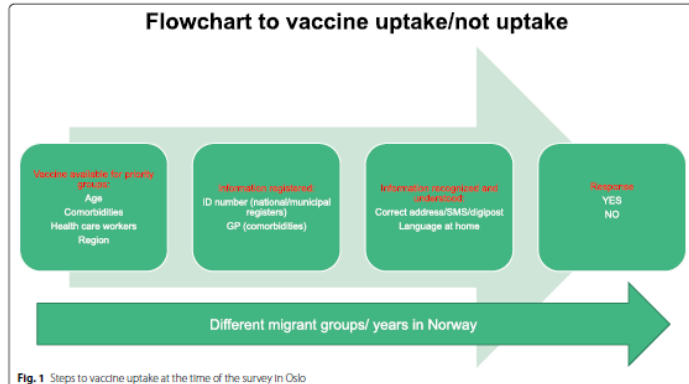 Flowchart to vaccine uptake/not uptake
Vaccine available for priority
groups:
Age
Comorbidities
Health care workers
Region
Information registered:
ID number (national/municipal
registers)
GP (comorbidities)
Information recognized and
understood:
Correct address/SMS/digipost
Language at home
Response
YES
NO
Different migrant groups/ years in Norway
Fig. 1 Steps to vaccine uptake at the time of the survey in Oslo